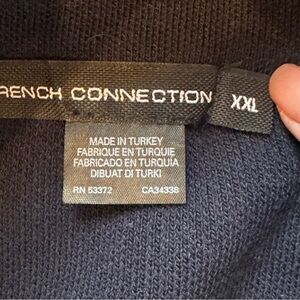 RENCH CONNECTION
XXL
MADE IN TURKEY
FABRIQUE EN TURQUIE
FABRICADO EN TURQUIA
DIBUAT DI TURKI
RN 53372 CA34338